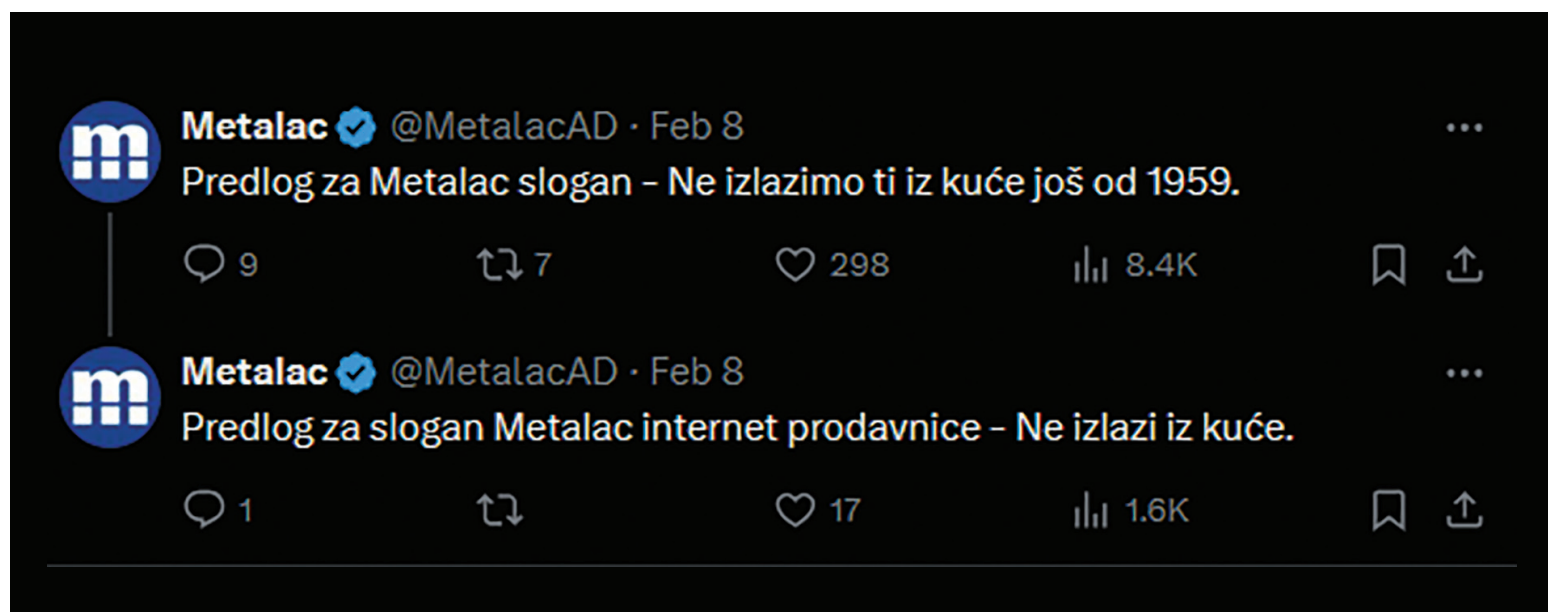 m
Metalac @MetalacAD · Feb 8
Predlog za Metalac slogan – Ne izlazimo ti iz kuće još od 1959.
9 7 298 8.4K
m
Metalac @MetalacAD · Feb 8
Predlog za slogan Metalac internet prodavnice – Ne izlazi iz kuće.
1 17 1.6K